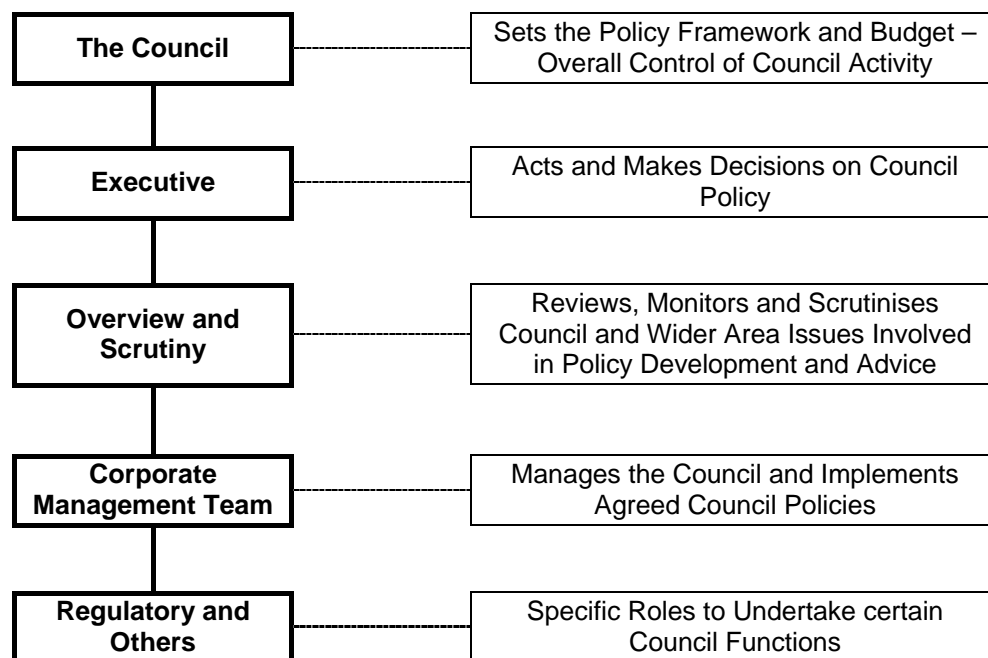 The Council
Sets the Policy Framework and Budget –
Overall Control of Council Activity
Executive
Acts and Makes Decisions on Council
Policy
Overview and
Scrutiny
Reviews, Monitors and Scrutinises
Council and Wider Area Issues Involved
in Policy Development and Advice
Corporate
Management Team
Manages the Council and Implements
Agreed Council Policies
Regulatory and
Others
Specific Roles to Undertake certain
Council Functions